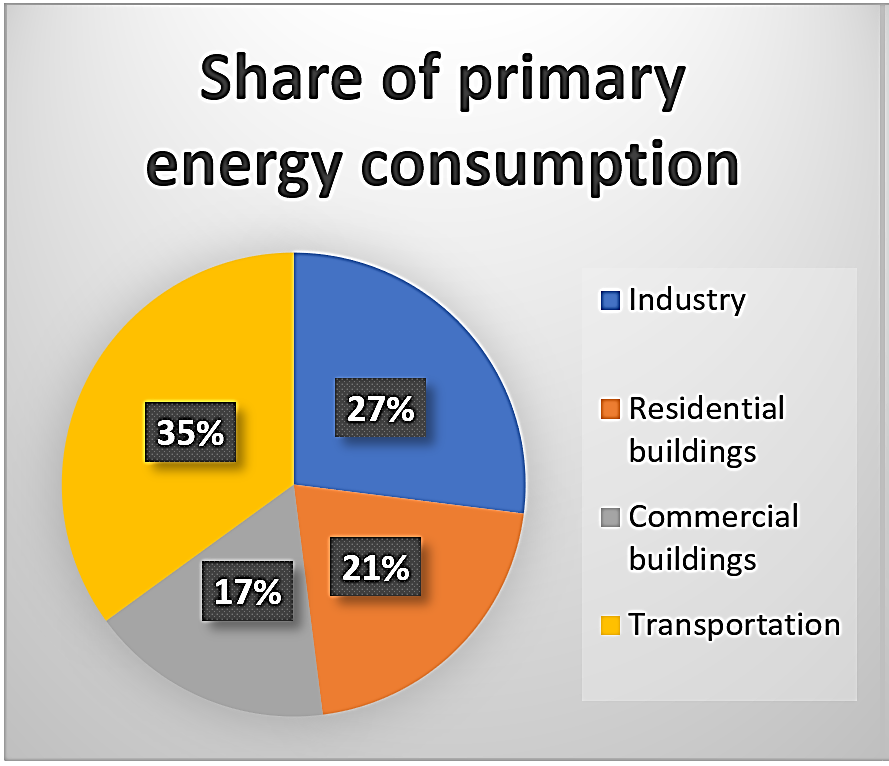 Share of primary
energy consumption
27%
35%
21%
17%
Industry
Residential
buildings
Commercial
buildings
Transportation